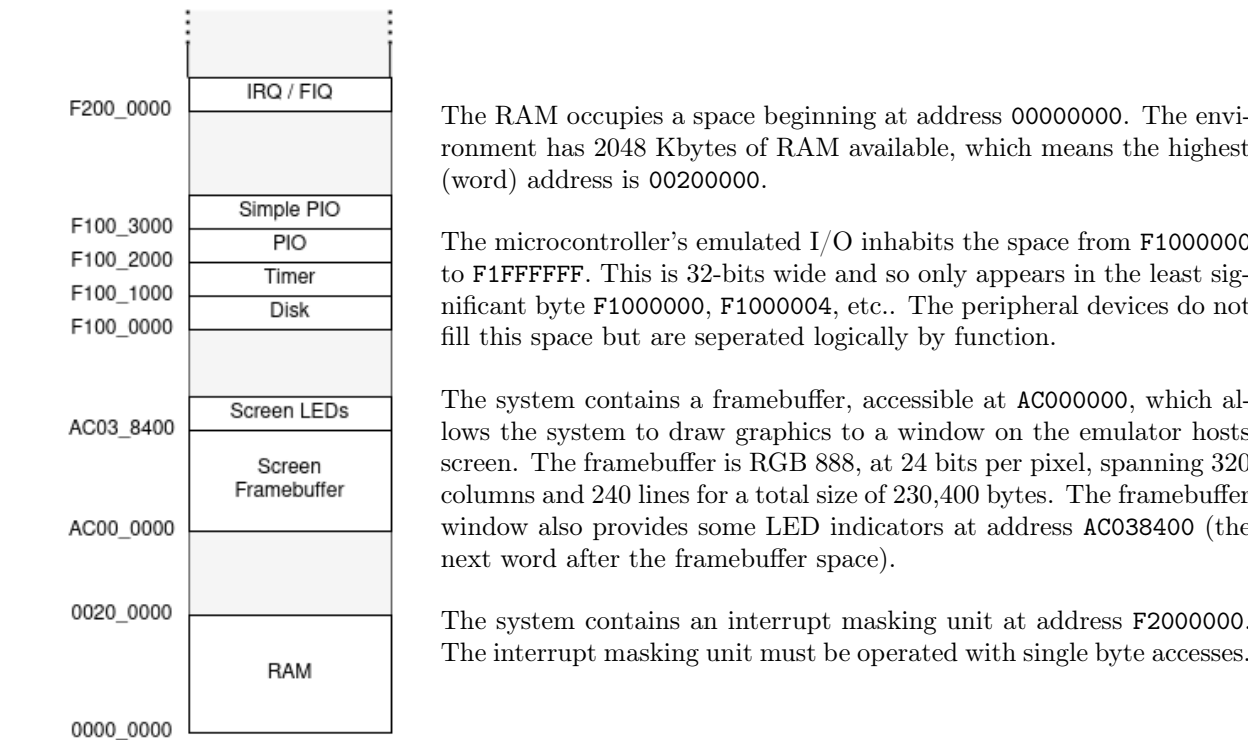 IRQ / FIQ
F200_0000
Simple PIO
F100_3000
PIO
F100_2000
Timer
F100_1000
Disk
F100_0000
Screen LEDs
AC03_8400
Screen
Framebuffer
AC00_0000
0020_0000
RAM
0000_0000
The RAM occupies a space beginning at address 00000000. The envi-
ronment has 2048 Kbytes of RAM available, which means the highest
(word) address is 00200000.
The microcontroller's emulated I/O inhabits the space from F1000000
to F1FFFFFF. This is 32-bits wide and so only appears in the least sig-
nificant byte F1000000, F1000004, etc.. The peripheral devices do not
fill this space but are seperated logically by function.
The system contains a framebuffer, accessible at AC000000, which al-
lows the system to draw graphics to a window on the emulator hosts
screen. The framebuffer is RGB 888, at 24 bits per pixel, spanning 320
columns and 240 lines for a total size of 230,400 bytes. The framebuffer
window also provides some LED indicators at address AC038400 (the
next word after the framebuffer space).
The system contains an interrupt masking unit at address F2000000.
The interrupt masking unit must be operated with single byte accesses.